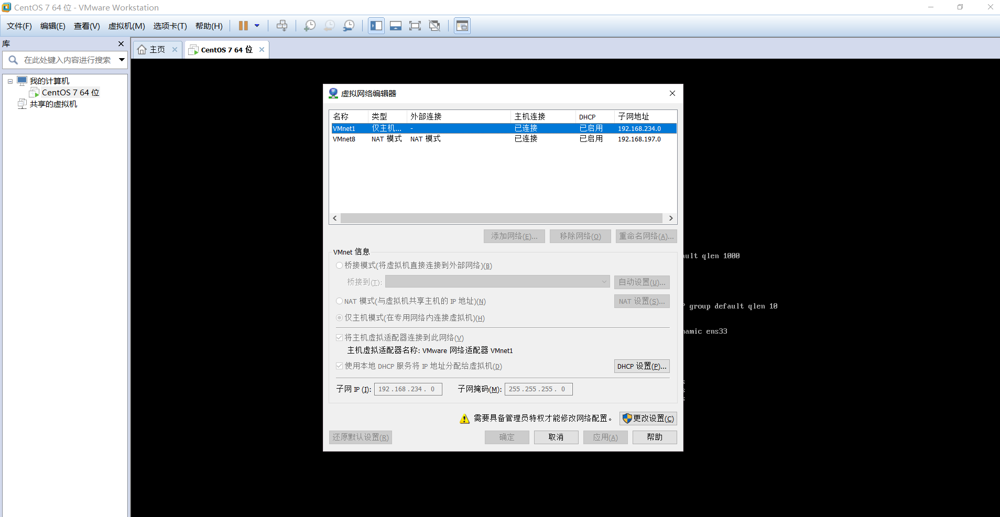 CentOS 7 64 位 - VMware Workstation
文件(F) 编辑(E) 查看(V) 虚拟机(M) 选项卡(T) 帮助(H)
库
主页
CentOS 7 64 位
在此处键入内容进行搜索
我的计算机
CentOS 7 64 位
共享的虚拟机
虚拟网络编辑器
名称 类型 外部连接 主机连接 DHCP 子网地址
VMnet1 仅主机... - 已连接 已启用 192.168.234.0
VMnet8 NAT 模式 NAT 模式 已连接 已启用 192.168.197.0
添加网络(E)... 移除网络(O) 重命名网络(A)...
VMnet 信息
ault qlen 1000
桥接模式(将虚拟机直接连接到外部网络)(B)
桥接到(T): 自动设置(U)...
NAT 模式(与虚拟机共享主机的 IP 地址)(N) NAT 设置(S)...
group default qlen 10
仅主机模式(在专用网络内连接虚拟机)(H)
namic ens33
将主机虚拟适配器连接到此网络(V)
主机虚拟适配器名称: VMware 网络适配器 VMnet1
使用本地 DHCP 服务将 IP 地址分配给虚拟机(D) DHCP 设置(P)...
子网 IP (I): 192.168.234. 0 子网掩码(M): 255.255.255. 0
需要具备管理员特权才能修改网络配置。 更改设置(C)
还原默认设置(R) 确定 取消 应用(A) 帮助